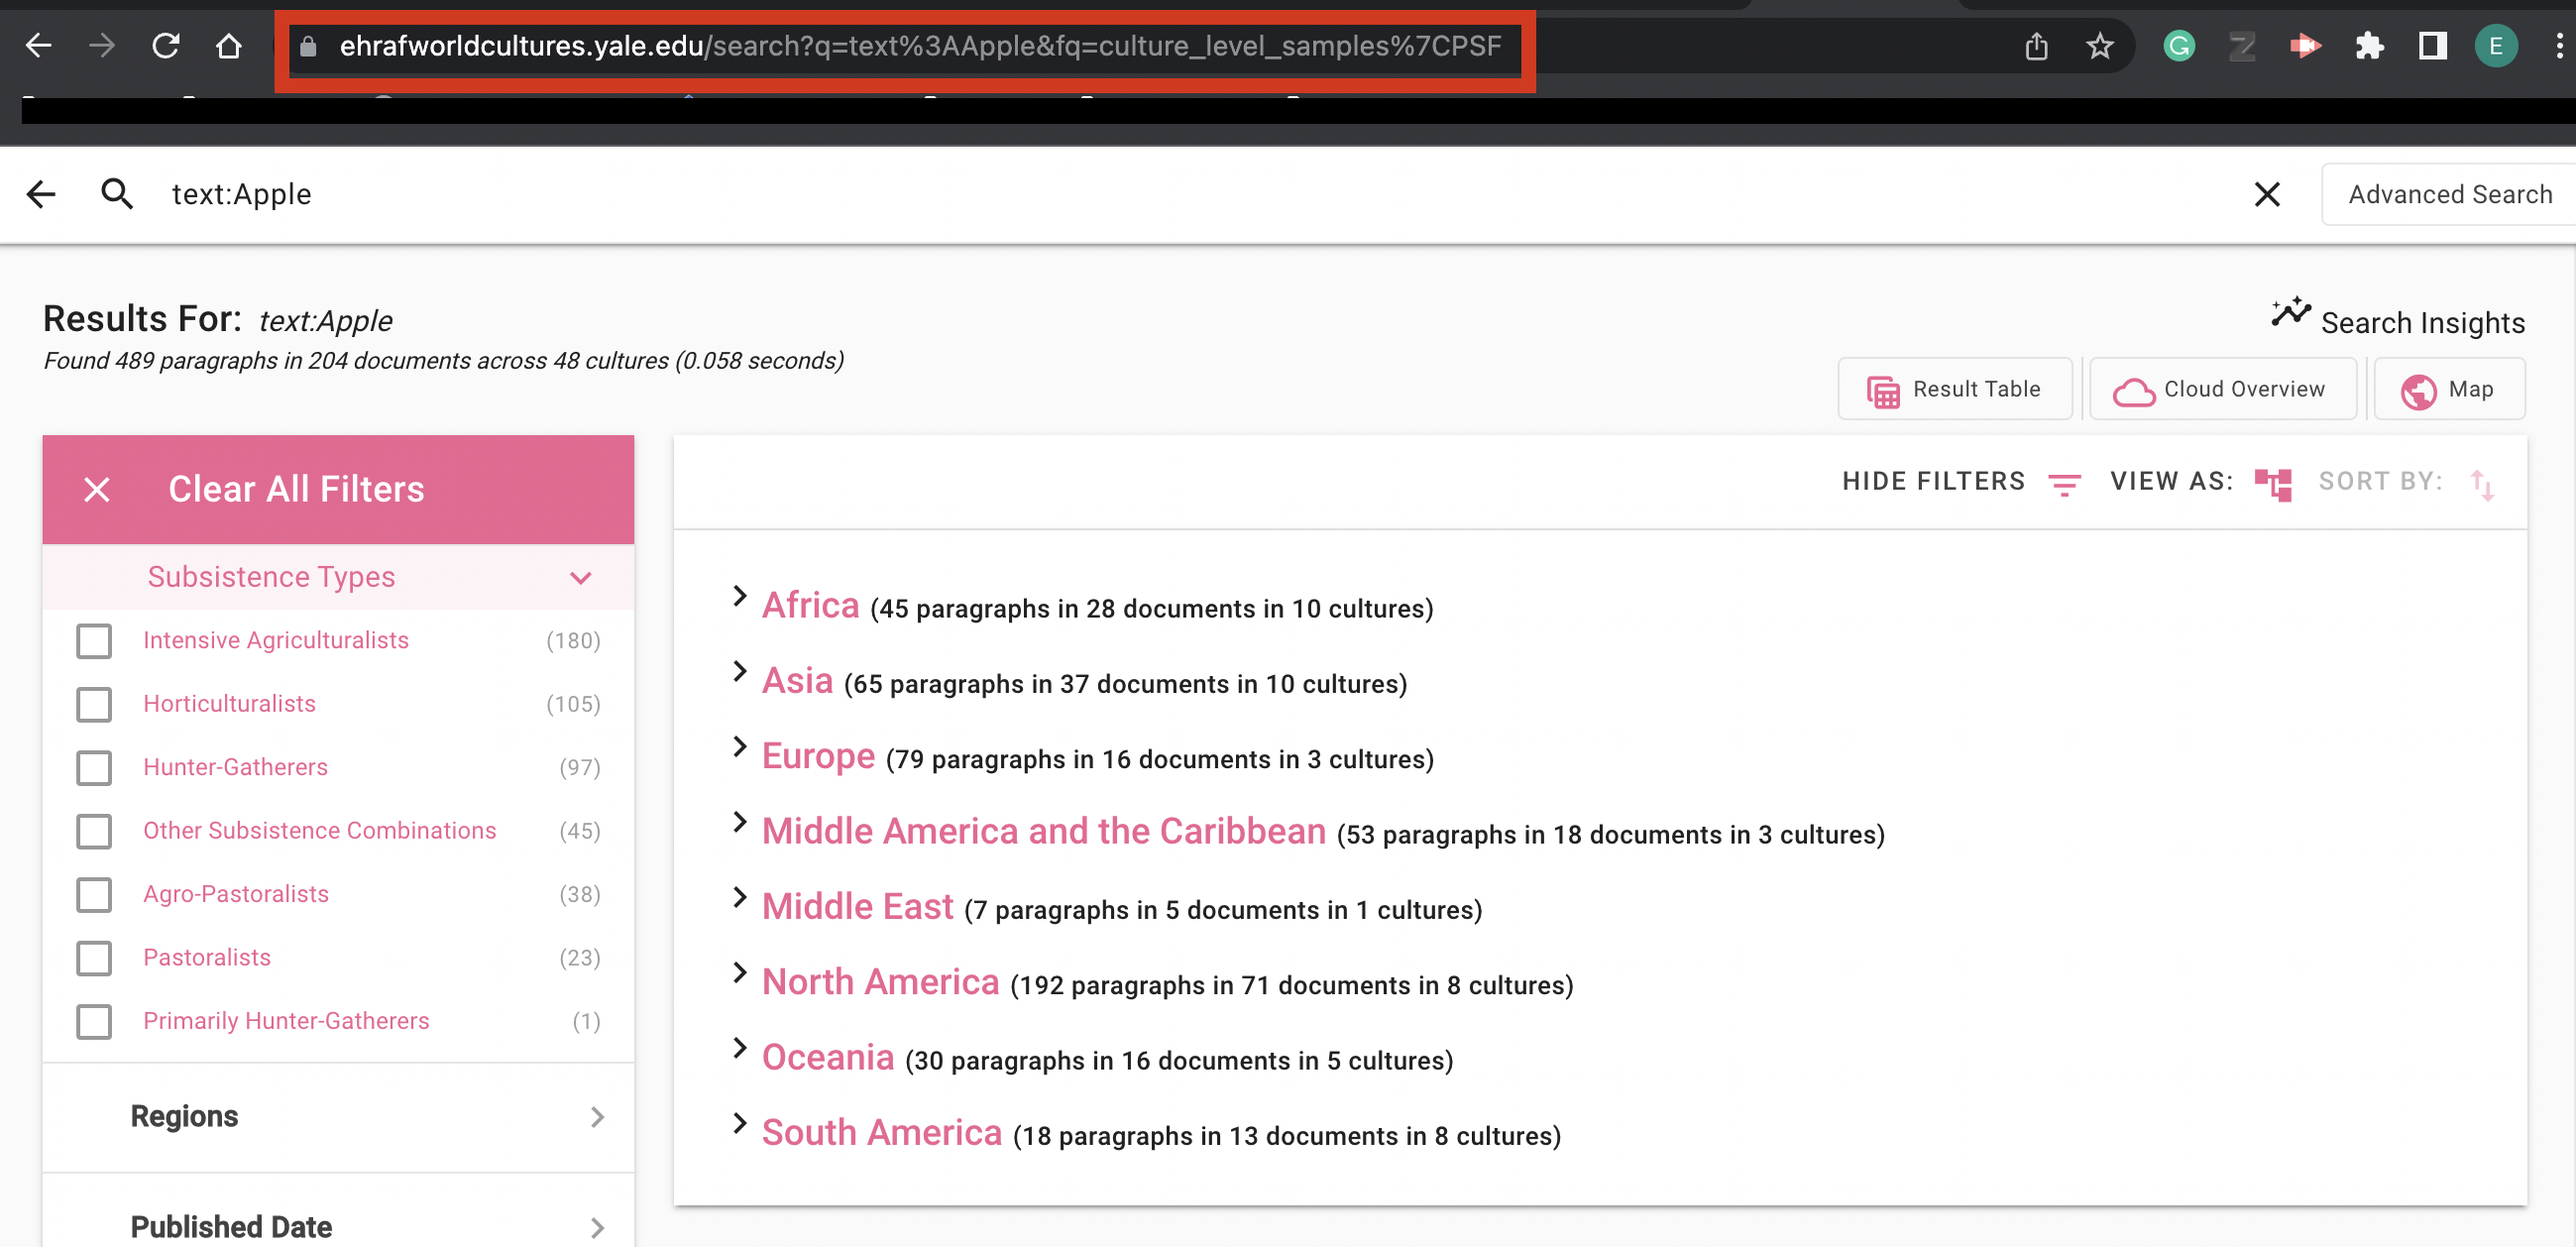 ehrafworldcultures.yale.edu/search?q=text%3AApple&fq=culture_level_samples%7CPSF
E
text:Apple
Advanced Search
Results For: text:Apple
Found 489 paragraphs in 204 documents across 48 cultures (0.058 seconds)
Search Insights
Result Table
Cloud Overview
Map
Clear All Filters
HIDE FILTERS
VIEW AS:
SORT BY:
Subsistence Types
Intensive Agriculturalists (180)
Horticulturalists (105)
Hunter-Gatherers (97)
Other Subsistence Combinations (45)
Agro-Pastoralists (38)
Pastoralists (23)
Primarily Hunter-Gatherers (1)
Regions
Published Date
Africa (45 paragraphs in 28 documents in 10 cultures)
Asia (65 paragraphs in 37 documents in 10 cultures)
Europe (79 paragraphs in 16 documents in 3 cultures)
Middle America and the Caribbean (53 paragraphs in 18 documents in 3 cultures)
Middle East (7 paragraphs in 5 documents in 1 cultures)
North America (192 paragraphs in 71 documents in 8 cultures)
Oceania (30 paragraphs in 16 documents in 5 cultures)
South America (18 paragraphs in 13 documents in 8 cultures)